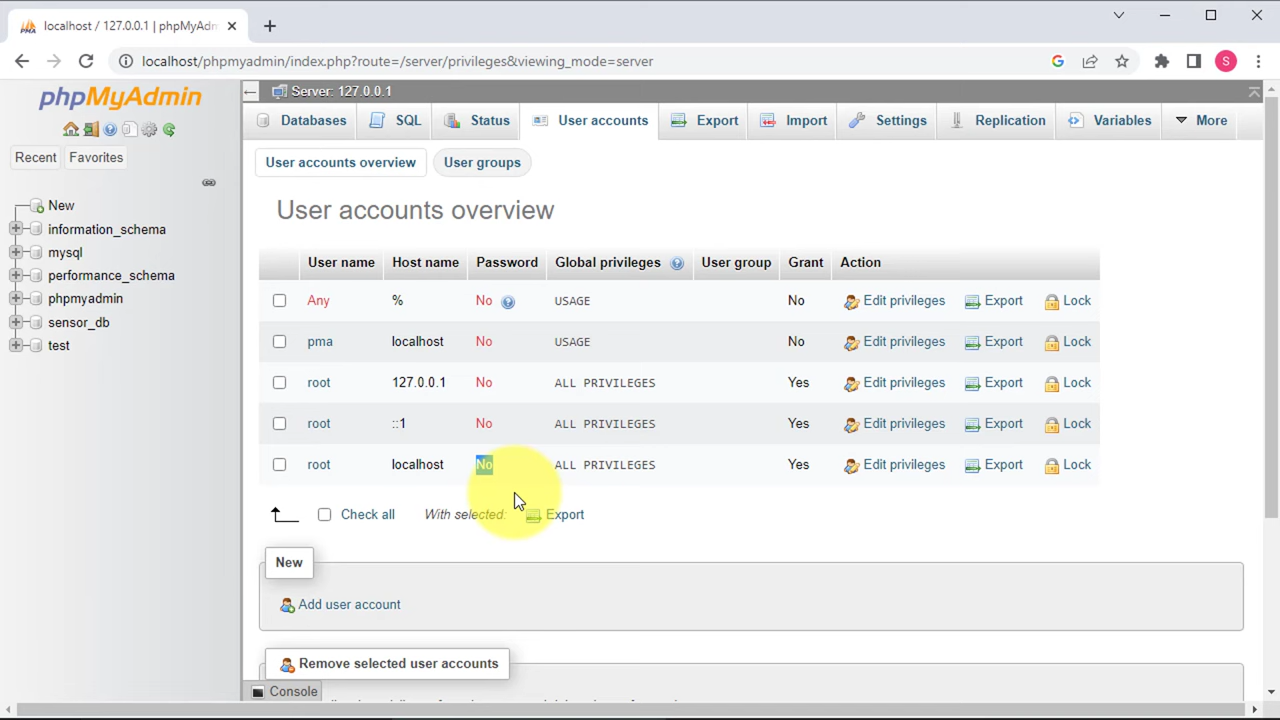 localhost / 127.0.0.1 | phpMyAdm
localhost/phpmyadmin/index.php?route=/server/privileges&viewing_mode=server
S
phpMyAdmin
Recent Favorites
New
information_schema
mysql
performance_schema
phpmyadmin
sensor_db
test
Server: 127.0.0.1
Databases SQL Status User accounts Export Import Settings Replication Variables More
User accounts overview User groups
User accounts overview
User name Host name Password Global privileges User group Grant Action
Any % No USAGE No Edit privileges Export Lock
pma localhost No USAGE No Edit privileges Export Lock
root 127.0.0.1 No ALL PRIVILEGES Yes Edit privileges Export Lock
root ::1 No ALL PRIVILEGES Yes Edit privileges Export Lock
root localhost No ALL PRIVILEGES Yes Edit privileges Export Lock
Check all With selected: Export
New
Add user account
Remove selected user accounts
Console